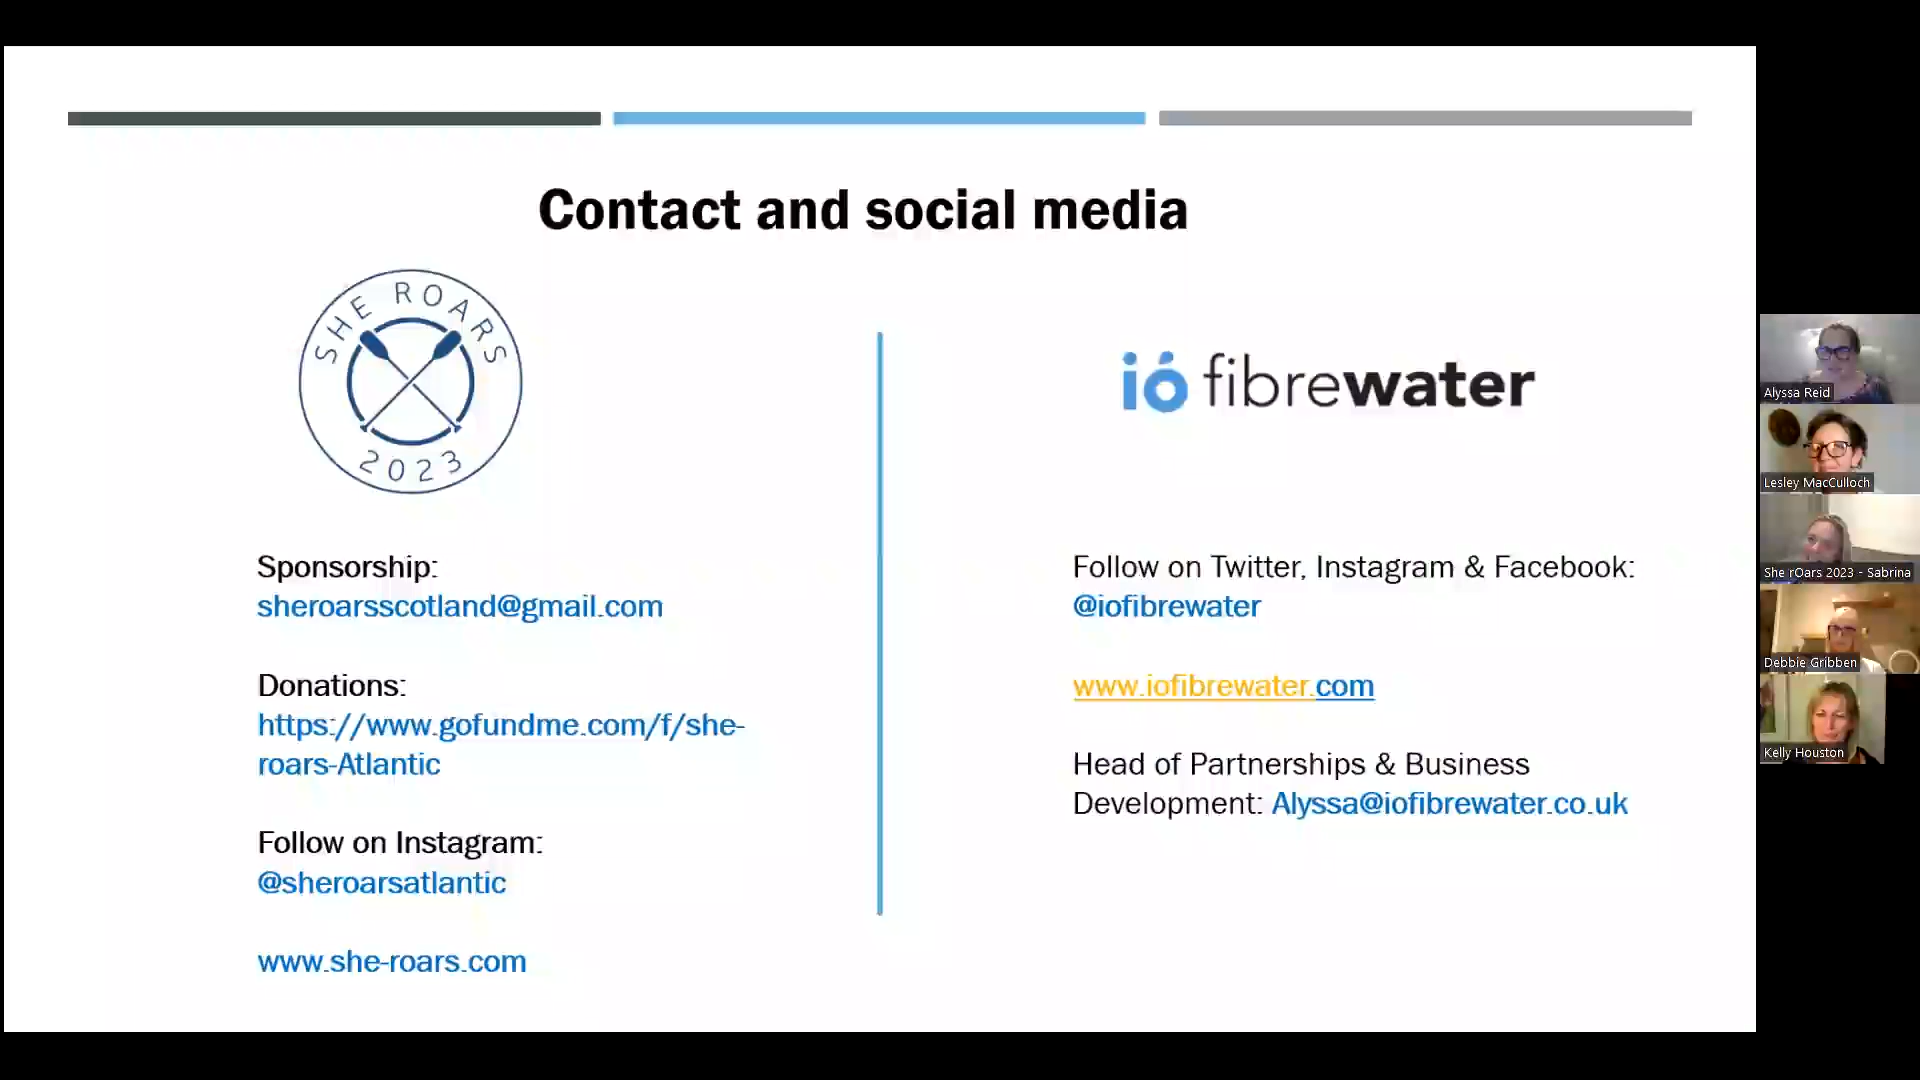 Contact and social media
SHE ROARS
2023
Sponsorship:
sheroarsscotland@gmail.com
Donations:
https://www.gofundme.com/f/she-
roars-Atlantic
Follow on Instagram:
@sheroarsatlantic
www.she-roars.com
ió fibrewater
Follow on Twitter, Instagram & Facebook:
@iofibrewater
www.iofibrewater.com
Head of Partnerships & Business
Development: Alyssa@iofibrewater.co.uk
Alyssa Reid
Lesley MacCulloch
She rOars 2023 - Sabrina
Debbie Gribben
Kelly Houston